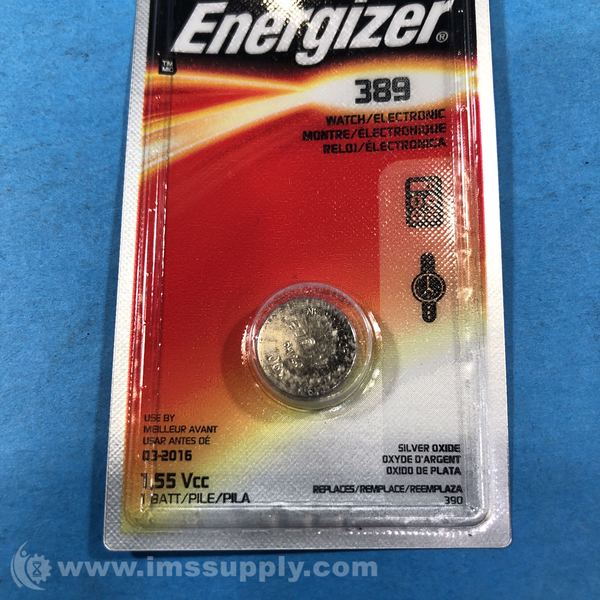 Energizer®
TM
MC
389
WATCH/ELECTRONIC
MONTRE/ÉLECTRONIQUE
RELOJ/ÉLECTRONICA
USE BY
MEILLEUR AVANT
USAR ANTES DÉ
03-2016
1.55 Vcc
1 BATT/PILE/PILA
SILVER OXIDE
OXYDE D'ARGENT
OXIDO DE PLATA
REPLACES/REMPLACE/REEMPLAZA
390
www.imssupply.com/